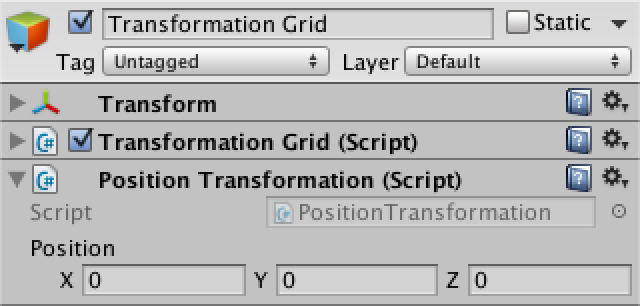 Transformation Grid Static
Tag Untagged Layer Default
Transform
C# Transformation Grid (Script)
C# Position Transformation (Script)
Script PositionTransformation
Position
X 0 Y 0 Z 0